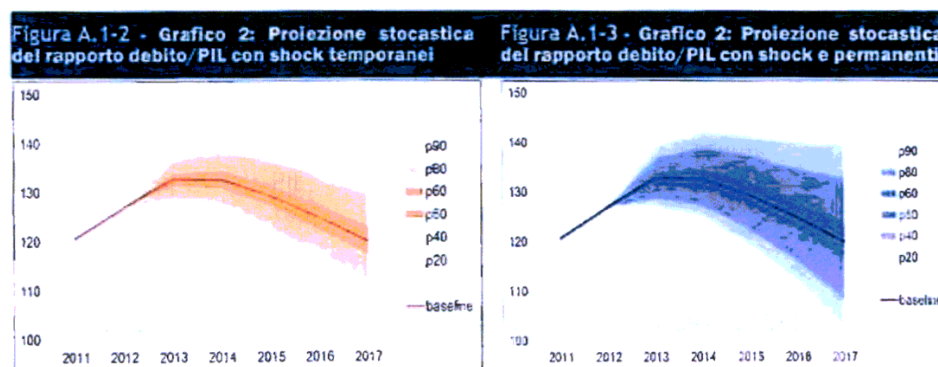 Figura A.1-2 - Grafico 2: Proiezione stocastica
del rapporto debito/PIL con shock temporanei
150
140
130
120
110
100
2011 2012 2013 2014 2015 2016 2017
p90
p80
p60
p50
p40
p20
baseline
Figura A.1-3 - Grafico 2: Proiezione stocastica
del rapporto debito/PIL con shock e permanenti
150
140
130
120
110
100
2011 2012 2013 2014 2015 2016 2017
p90
p80
p60
p50
p40
p20
baseline